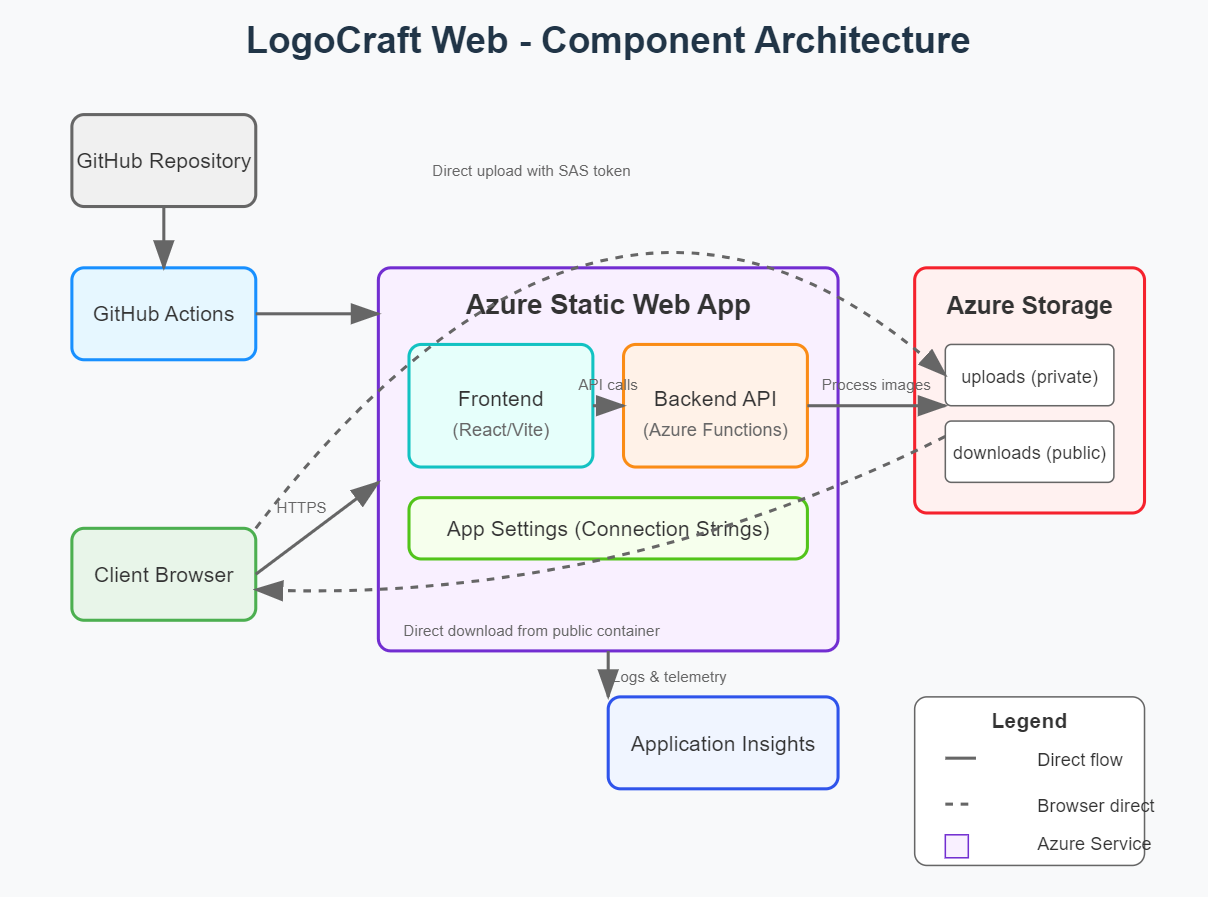 LogoCraft Web - Component Architecture
GitHub Repository
Direct upload with SAS token
GitHub Actions
Azure Static Web App
Azure Storage
Frontend
(React/Vite)
API calls
Backend API
(Azure Functions)
Process images
uploads (private)
downloads (public)
HTTPS
App Settings (Connection Strings)
Client Browser
Direct download from public container
Logs & telemetry
Application Insights
Legend
Direct flow
Browser direct
Azure Service